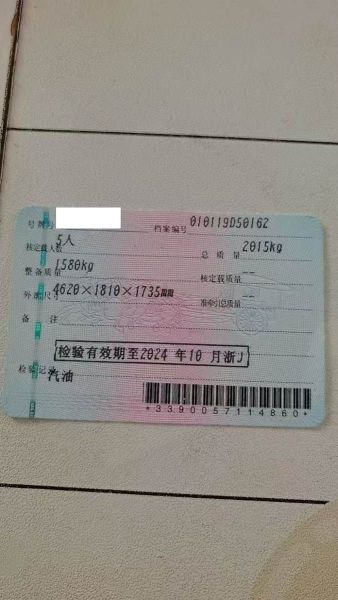 号牌号 档案编号 010119D50162
核定载人数 5人 总质量 2015kg
整备质量 1580kg 核定载质量 --
外廓尺寸 4620×1810×1735mm 准牵引总质量 --
备注
检验有效期至2024年10月浙J
检验记录
汽油
*3390057114860*